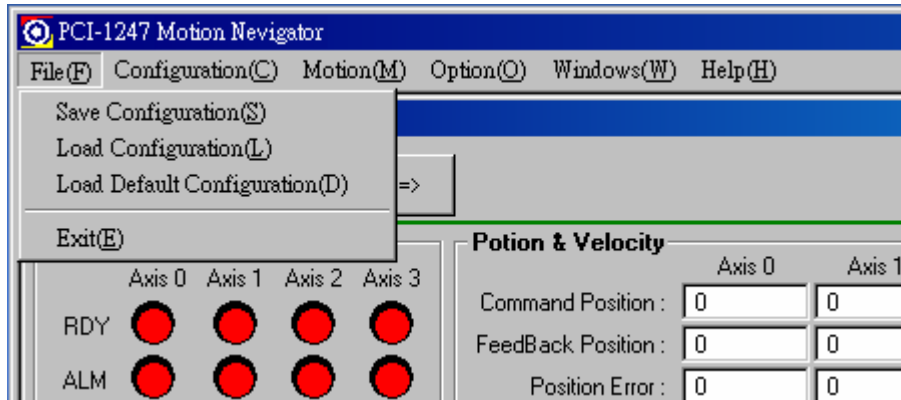 PCI-1247 Motion Nevigator
File(F) Configuration(C) Motion(M) Option(O) Windows(W) Help(H)
Save Configuration(S)
Load Configuration(L)
Load Default Configuration(D)
Exit(E)
=>
Potion & Velocity
Axis 0 Axis 1 Axis 2 Axis 3
RDY
ALM
Axis 0 Axis 1
Command Position : 0 0
FeedBack Position : 0 0
Position Error : 0 0